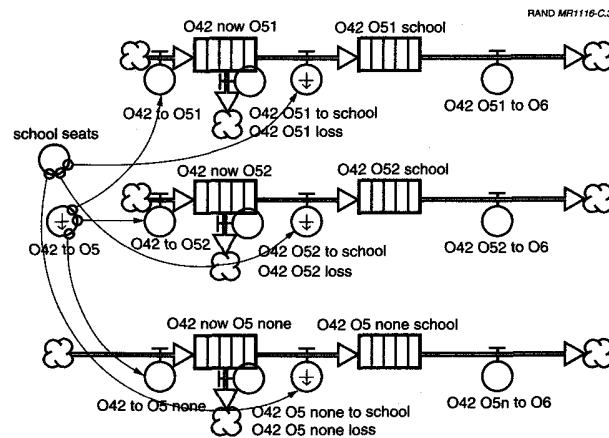 RAND MR1116-C.3
O42 now O51
O51 school
O42 O51 school
O42 to O51
O42 O51 to school
O42 O51 loss
O42 O51 to O6
school seats
O42 now O52
O42 O52 school
O42 to O5
O42 to O52
O42 O52 to school
O42 O52 loss
O42 O52 to O6
O42 now O5 none
O42 O5 none school
O42 to O5 none
O42 O5 none to school
O42 O5 none loss
O42 O5n to O6